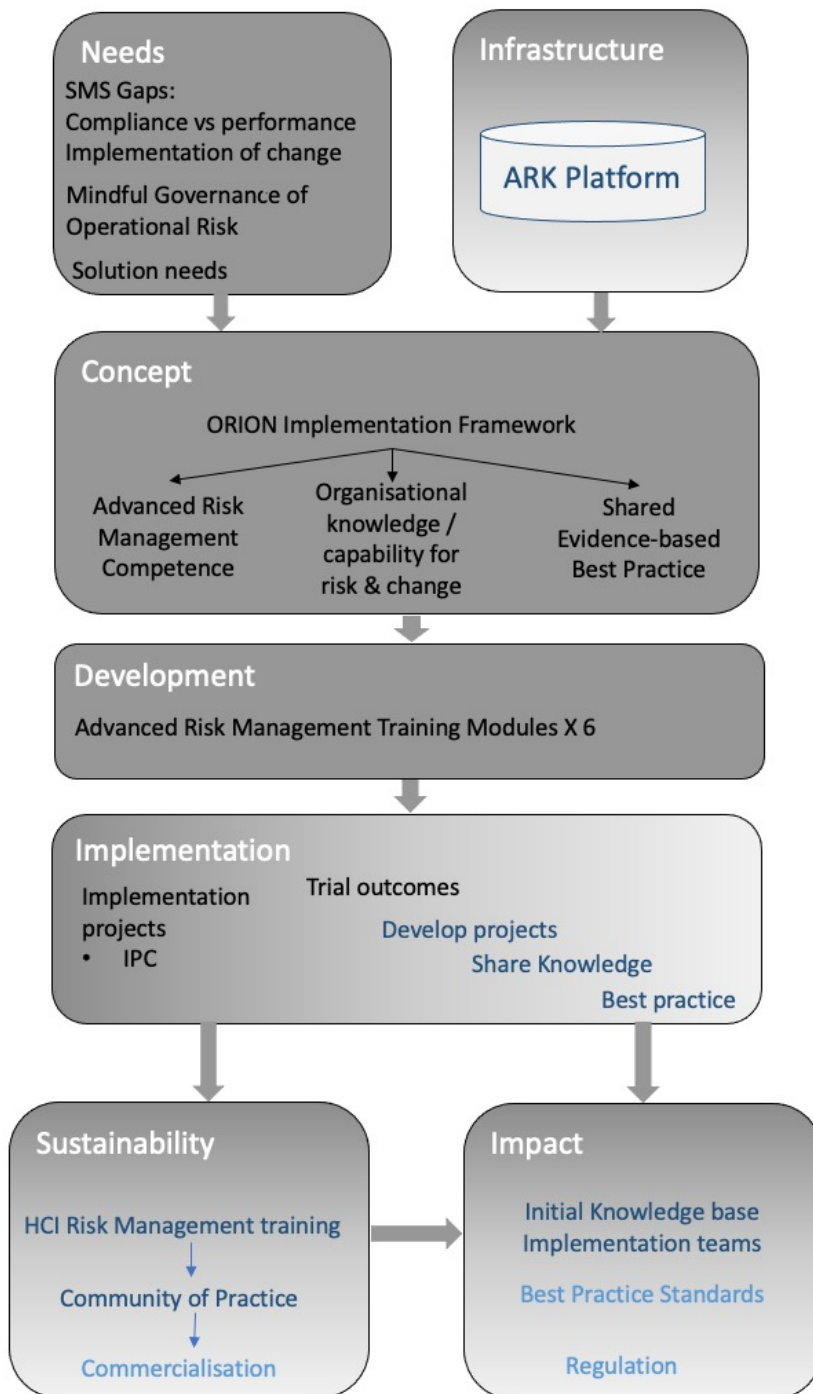 Needs
SMS Gaps:
Compliance vs performance
Implementation of change
Mindful Governance of
Operational Risk
Solution needs
Infrastructure
ARK Platform
Concept
ORION Implementation Framework
Advanced Risk
Management
Competence
Organisational
knowledge /
capability for
risk & change
Shared
Evidence-based
Best Practice
Development
Advanced Risk Management Training Modules X 6
Implementation
Implementation
projects
• IPC
Trial outcomes
Develop projects
Share Knowledge
Best practice
Sustainability
HCI Risk Management training
Community of Practice
Commercialisation
Impact
Initial Knowledge base
Implementation teams
Best Practice Standards
Regulation